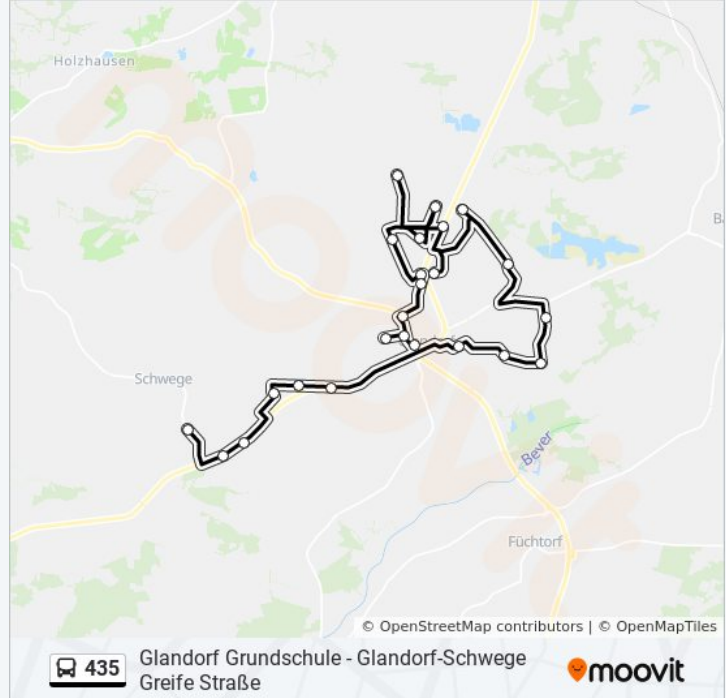 Holzhausen
Schwege
Bever
Füchtorf
© OpenStreetMap contributors | © OpenMapTiles
435
Glandorf Grundschule - Glandorf-Schwege
Greife Straße
moovit